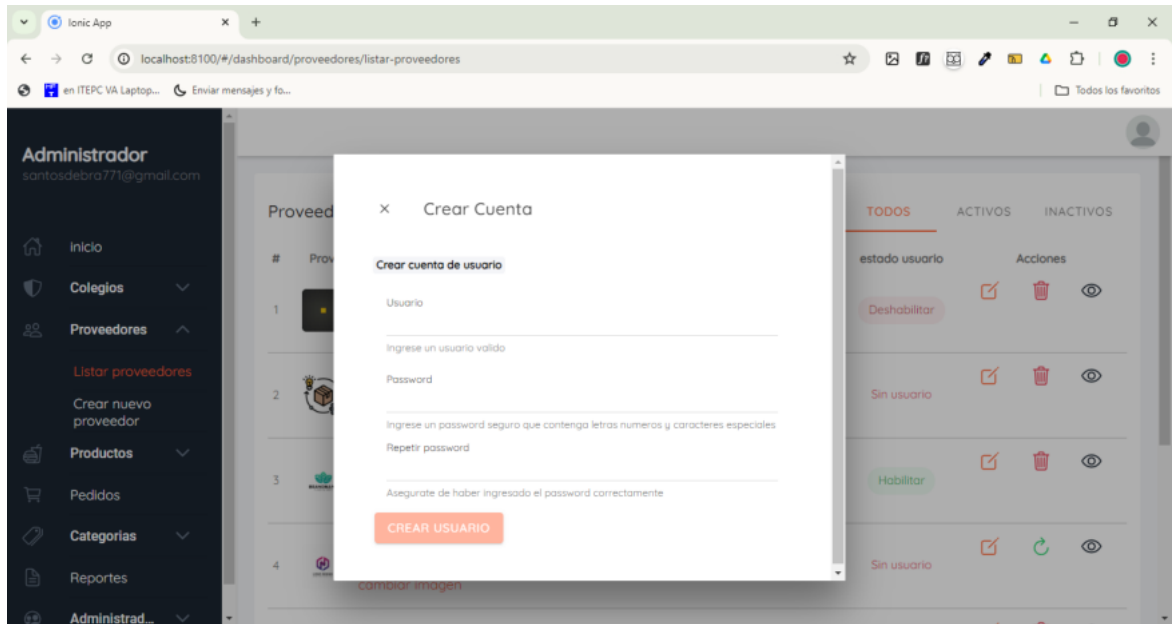 Ionic App
localhost:8100/#/dashboard/proveedores/listar-proveedores
en ITEPC VA Laptop...
Enviar mensajes y fo...
Todos los favoritos
Administrador
santosdebra771@gmail.com
Inicio
Colegios
Proveedores
Listar proveedores
Crear nuevo
proveedor
Productos
Pedidos
Categorias
Reportes
Administrad...
Proveed
TODOS ACTIVOS INACTIVOS
# Prov estado usuario Acciones
1 Deshabilitar
2 Sin usuario
3 Habilitar
4 Sin usuario
cambiar imagen
Crear Cuenta
Crear cuenta de usuario
Usuario
Ingrese un usuario valido
Password
Ingrese un password seguro que contenga letras numeros y caracteres especiales
Repetir password
Asegurate de haber ingresado el password correctamente
CREAR USUARIO